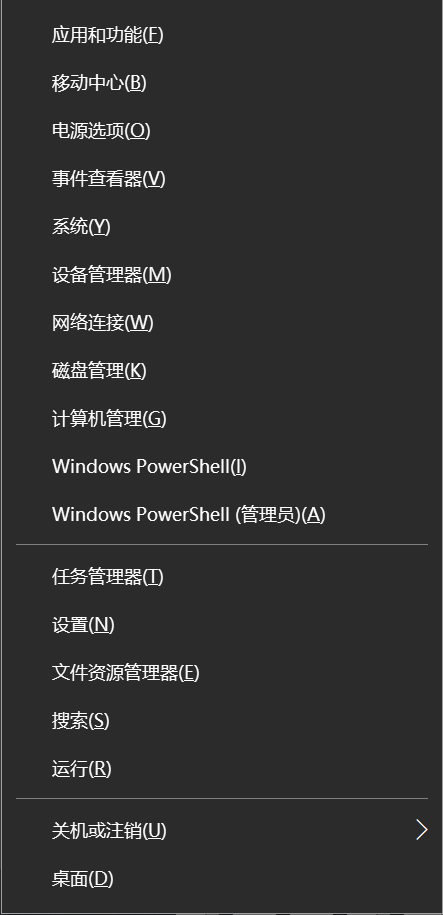 应用和功能(F)
移动中心(B)
电源选项(O)
事件查看器(V)
系统(Y)
设备管理器(M)
网络连接(W)
磁盘管理(K)
计算机管理(G)
Windows PowerShell(I)
Windows PowerShell (管理员)(A)
任务管理器(T)
设置(N)
文件资源管理器(E)
搜索(S)
运行(R)
关机或注销(U)
桌面(D)